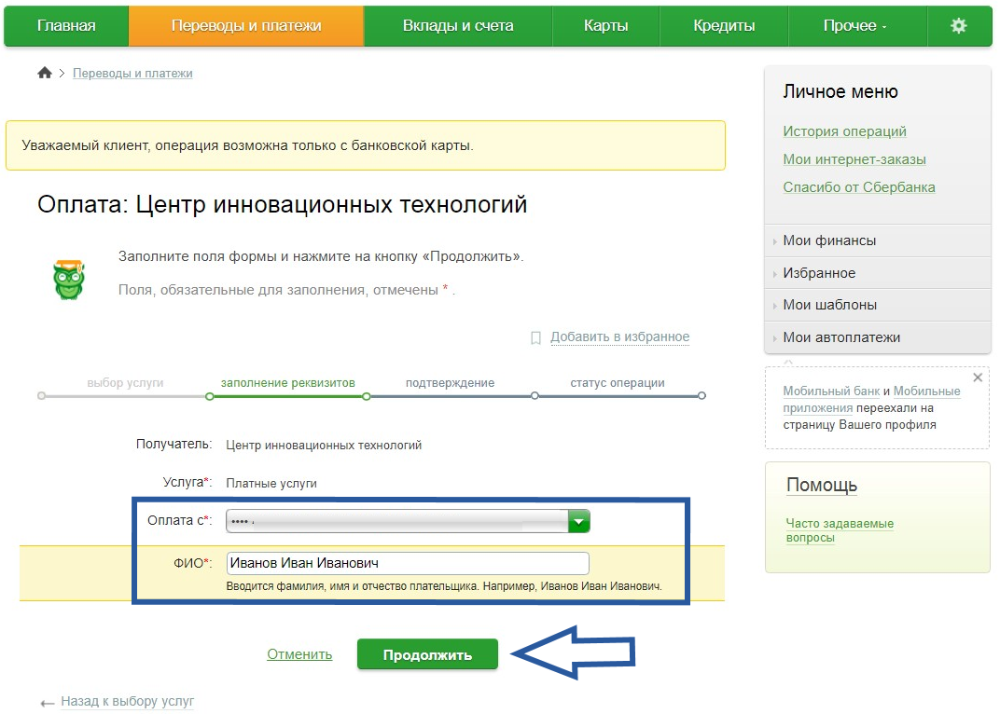 Главная Переводы и платежи Вклады и счета Карты Кредиты Прочее
Переводы и платежи
Уважаемый клиент, операция возможна только с банковской карты.
Оплата: Центр инновационных технологий
Заполните поля формы и нажмите на кнопку «Продолжить».
Поля, обязательные для заполнения, отмечены * .
Добавить в избранное
выбор услуги заполнение реквизитов подтверждение статус операции
Получатель: Центр инновационных технологий
Услуга*: Платные услуги
Оплата с*: •••• .
ФИО*: Иванов Иван Иванович
Вводится фамилия, имя и отчество плательщика. Например, Иванов Иван Иванович.
Отменить Продолжить
Назад к выбору услуг
Личное меню
История операций
Мои интернет-заказы
Спасибо от Сбербанка
Мои финансы
Избранное
Мои шаблоны
Мои автоплатежи
Мобильный банк и Мобильные
приложения переехали на
страницу Вашего профиля
Помощь
Часто задаваемые
вопросы